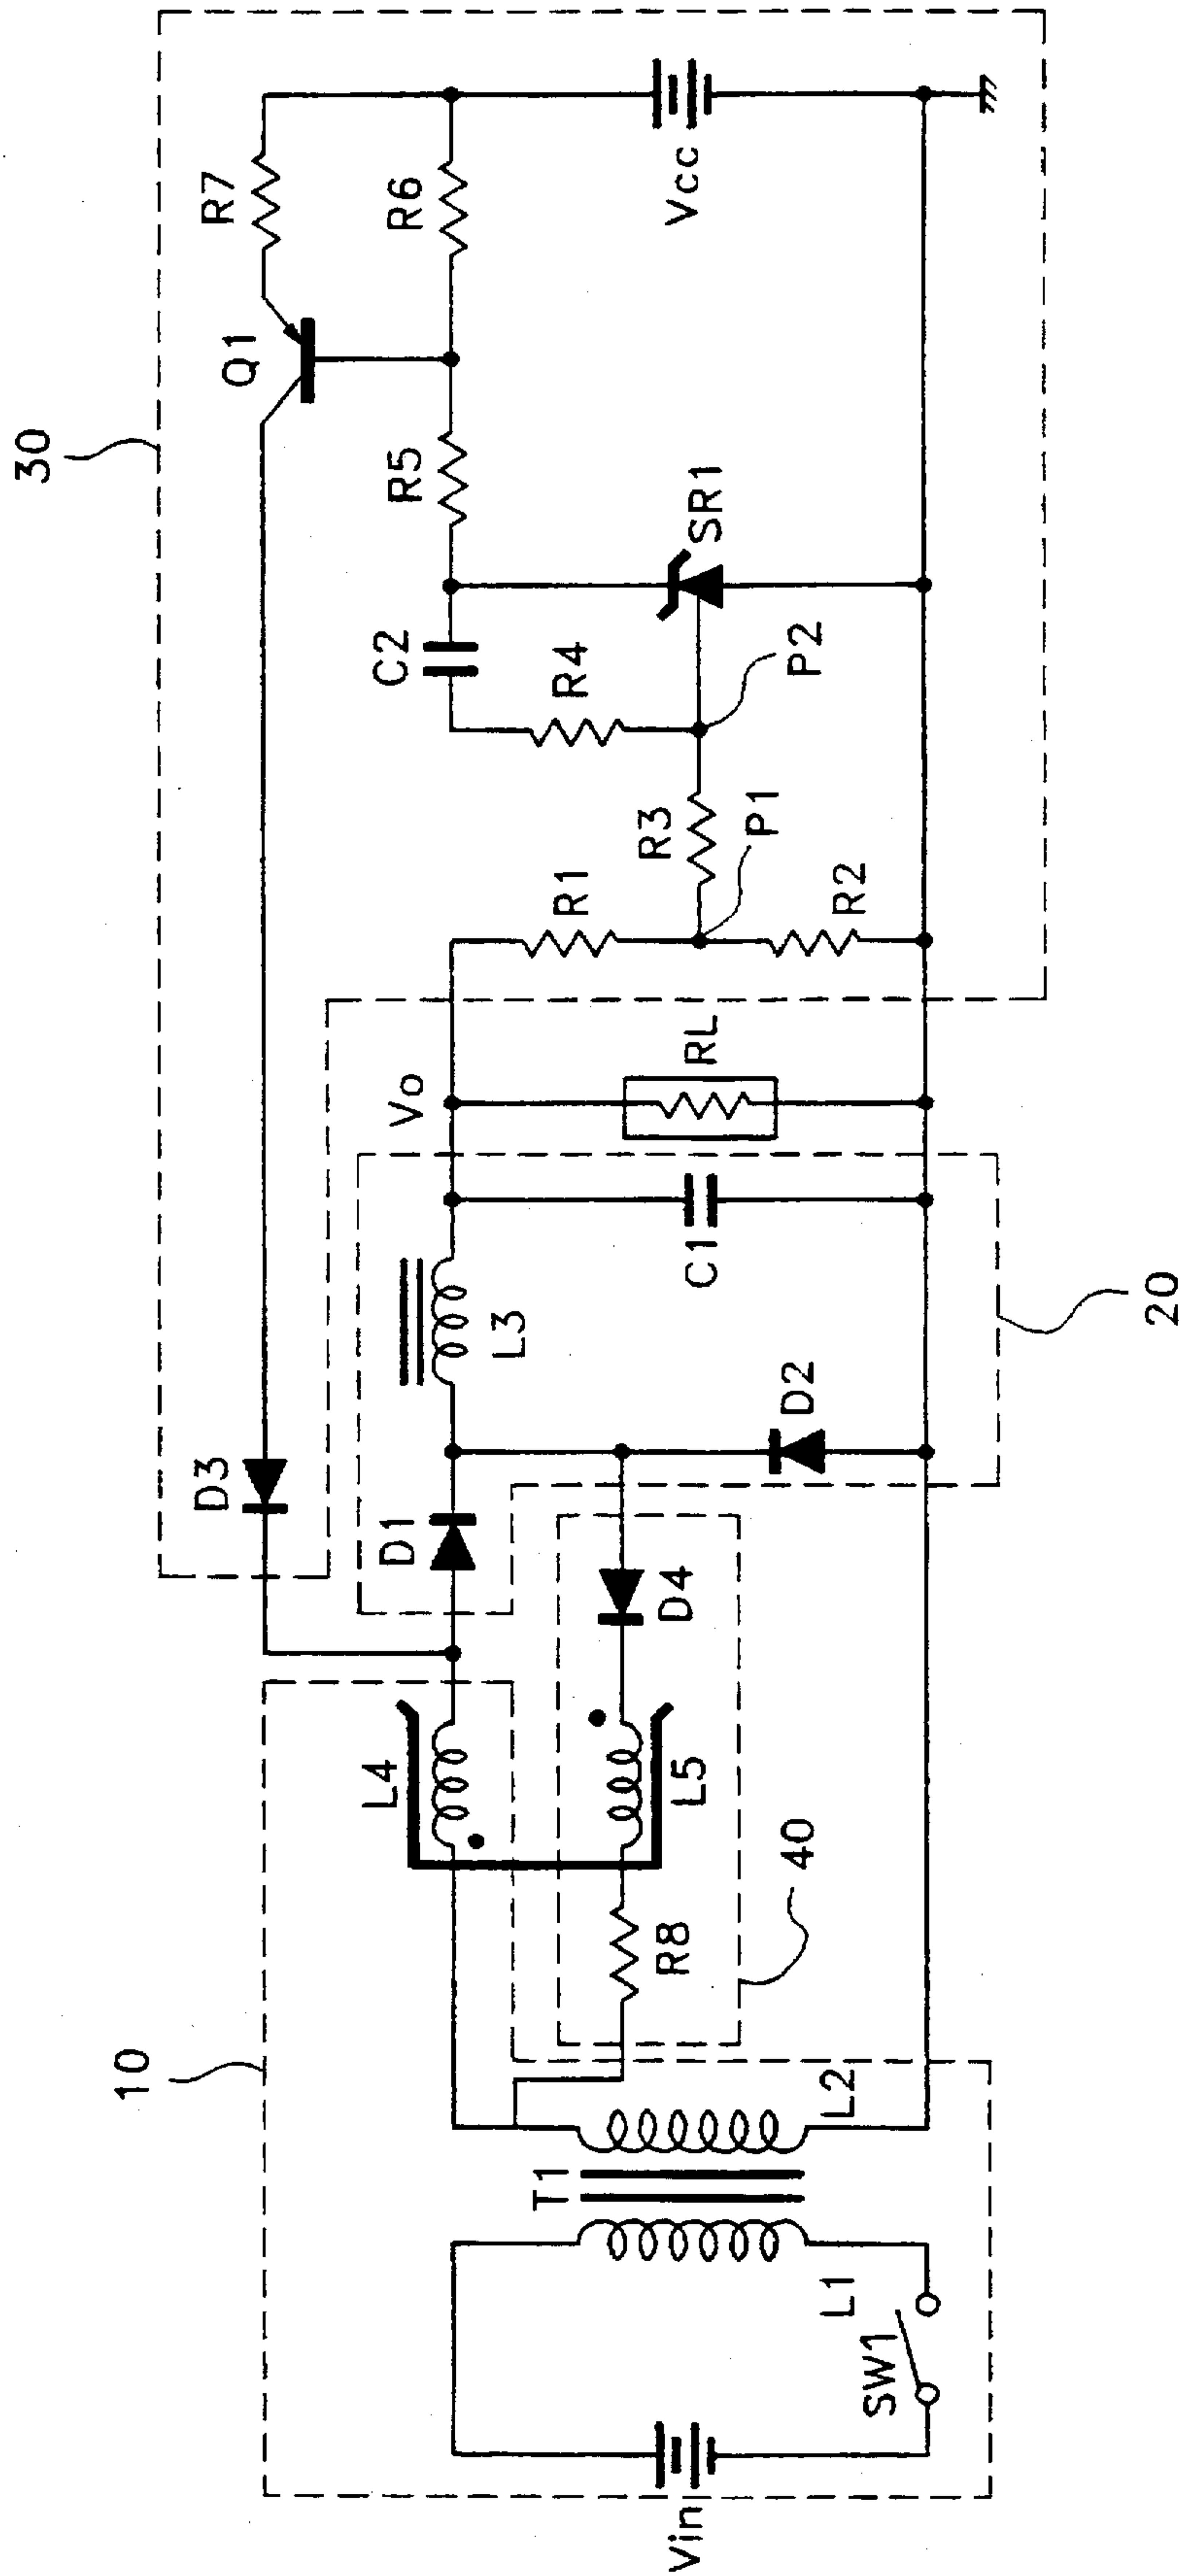 30
R7
Q1
R6
Vcc
R5
SR1
C2
R4
P2
R3
P1
R1
R2
Vo
RL
C1
20
L3
D3
D1
D2
D4
L4
L5
40
R8
10
T1
L2
L1
SW1
Vin